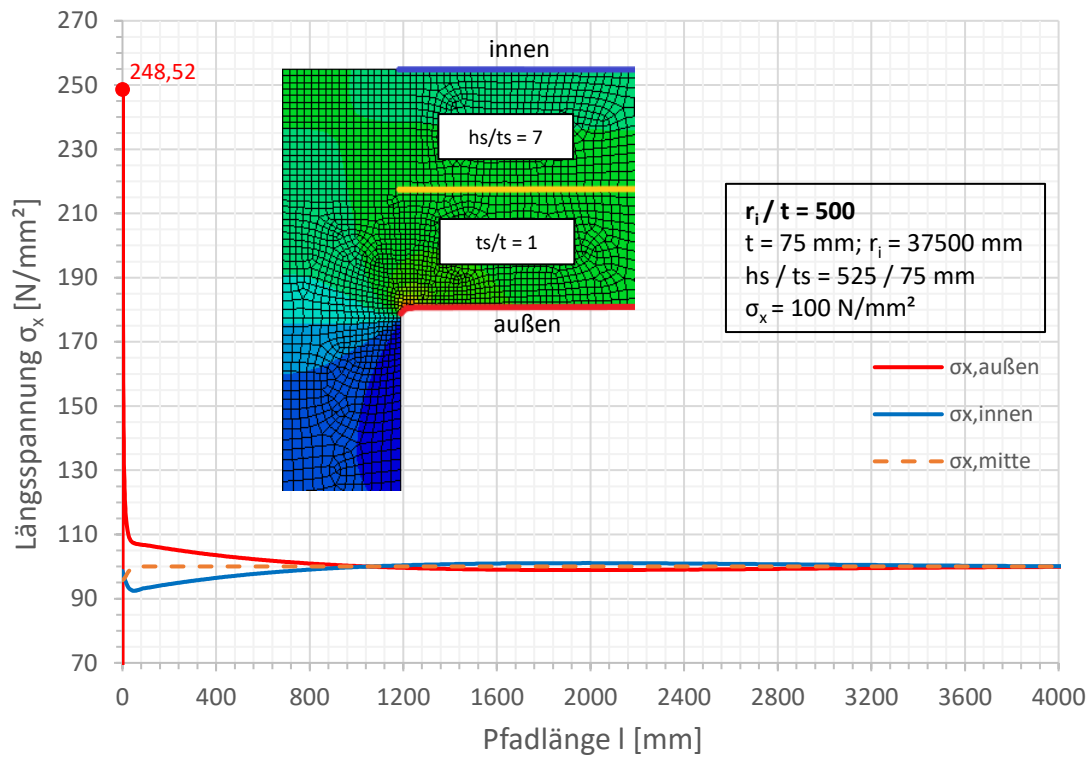 Längsspannung σx [N/mm²]
270
250
230
210
190
170
150
130
110
90
70
248,52
innen
hs/ts = 7
ts/t = 1
außen
ri / t = 500
t = 75 mm; ri = 37500 mm
hs / ts = 525 / 75 mm
σx = 100 N/mm²
σx,außen
σx,innen
σx,mitte
0 400 800 1200 1600 2000 2400 2800 3200 3600 4000
Pfadlänge l [mm]